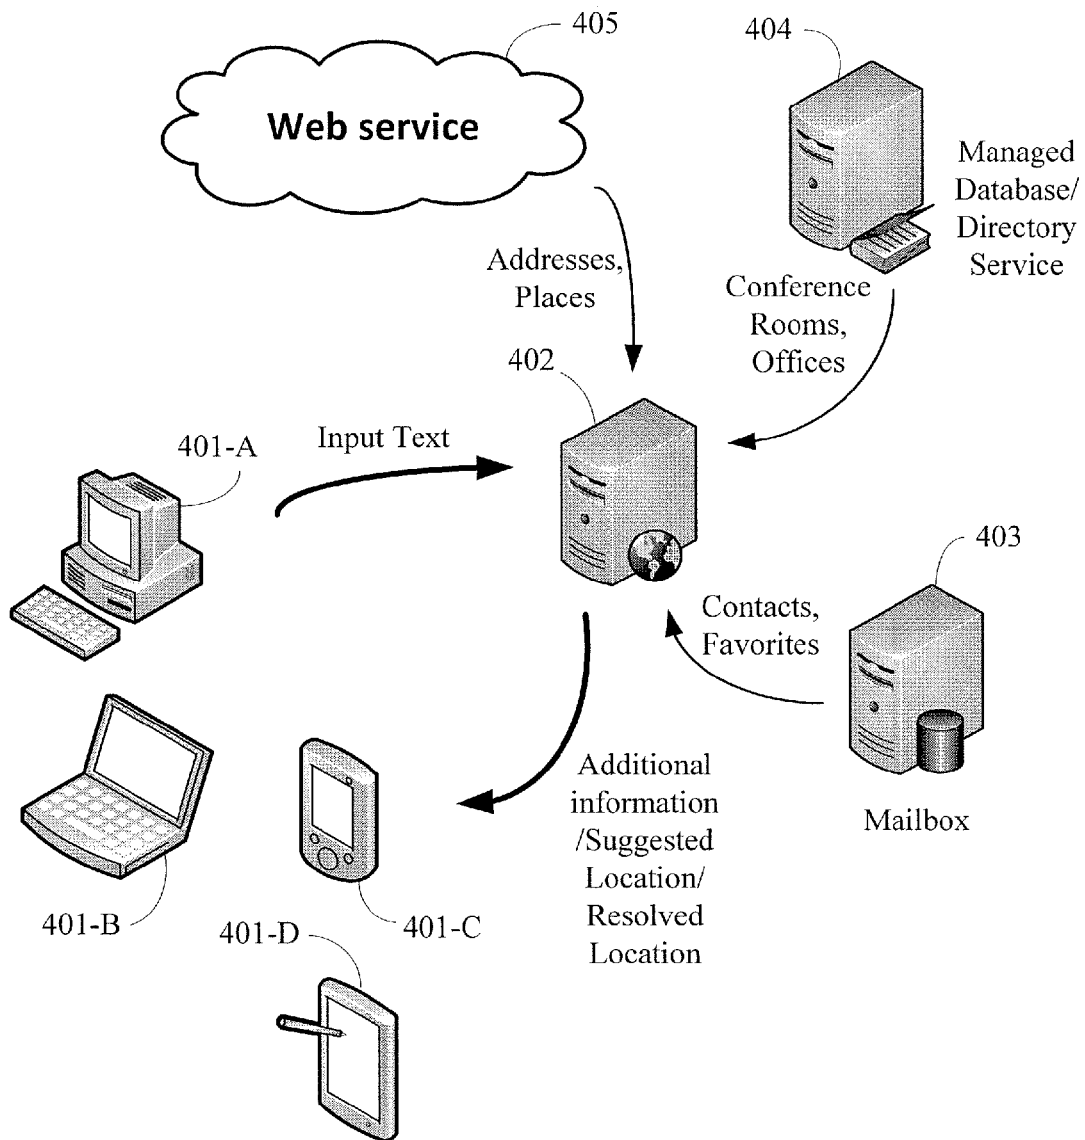 405
Web service
404
Managed
Database/
Directory
Service
Addresses,
Places
Conference
Rooms,
Offices
402
401-A
Input Text
403
Contacts,
Favorites
Mailbox
Additional
information
/Suggested
Location/
Resolved
Location
401-B
401-C
401-D